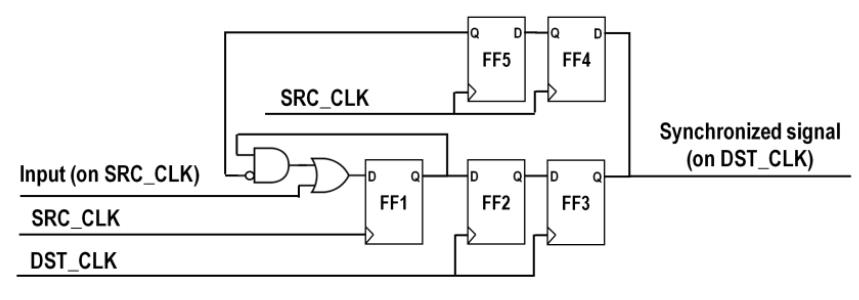 Q D Q D
FF5 FF4
SRC_CLK
Synchronized signal
(on DST_CLK)
Input (on SRC_CLK)
D Q D Q D Q
FF1 FF2 FF3
SRC_CLK
DST_CLK